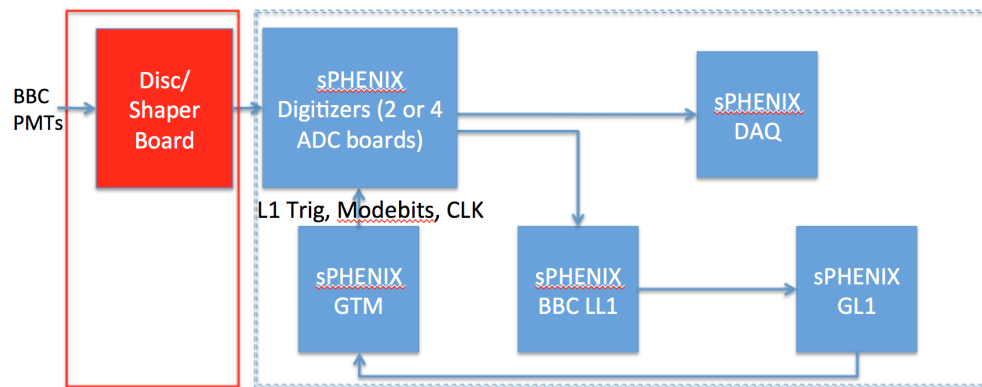 BBC
PMTs
Disc/
Shaper
Board
sPHENIX
Digitizers (2 or 4
ADC boards)
sPHENIX
DAQ
L1 Trig, Modebits, CLK
sPHENIX
GTM
sPHENIX
BBC LL1
sPHENIX
GL1